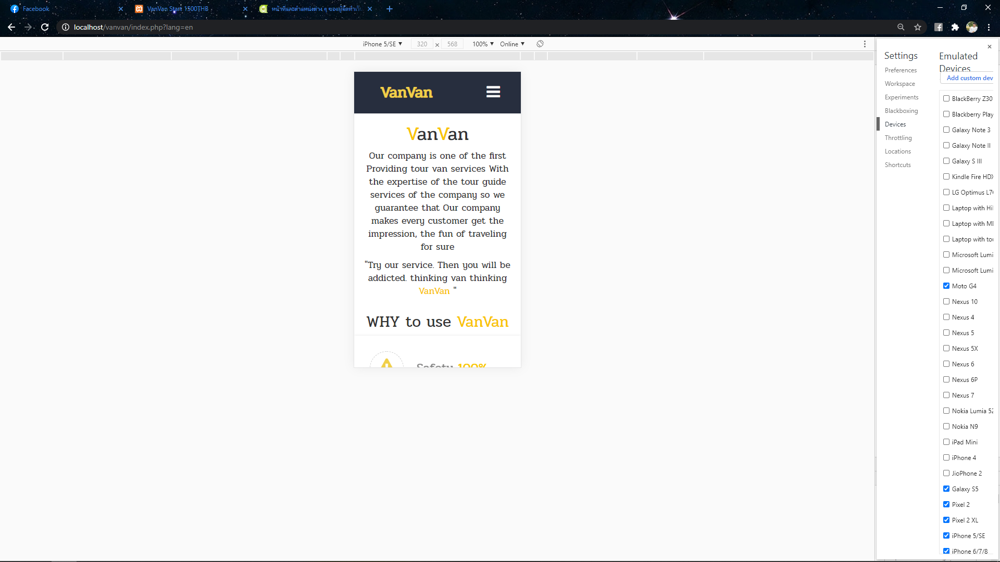 Facebook
VanVan Start 1500THB
หน้าที่และตำแหน่งต่าง ๆ ของผู้จัดทำเว็บ
localhost/vanvan/index.php?lang=en
iPhone 5/SE
320
x
568
100%
Online
VanVan
VanVan
Our company is one of the first
Providing tour van services With
the expertise of the tour guide
services of the company so we
guarantee that Our company
makes every customer get the
impression, the fun of traveling
for sure
"Try our service. Then you will be
addicted. thinking van thinking
VanVan "
WHY to use VanVan
Safety 100%
Settings
Preferences
Workspace
Experiments
Blackboxing
Devices
Throttling
Locations
Shortcuts
Emulated
Devices
Add custom dev
BlackBerry Z30
Blackberry Play
Galaxy Note 3
Galaxy Note II
Galaxy S III
Kindle Fire HDX
LG Optimus L7
Laptop with Hi
Laptop with MD
Laptop with tou
Microsoft Lumi
Microsoft Lumi
Moto G4
Nexus 10
Nexus 4
Nexus 5
Nexus 5X
Nexus 6
Nexus 6P
Nexus 7
Nokia Lumia 52
Nokia N9
iPad Mini
iPhone 4
JioPhone 2
Galaxy S5
Pixel 2
Pixel 2 XL
iPhone 5/SE
iPhone 6/7/8